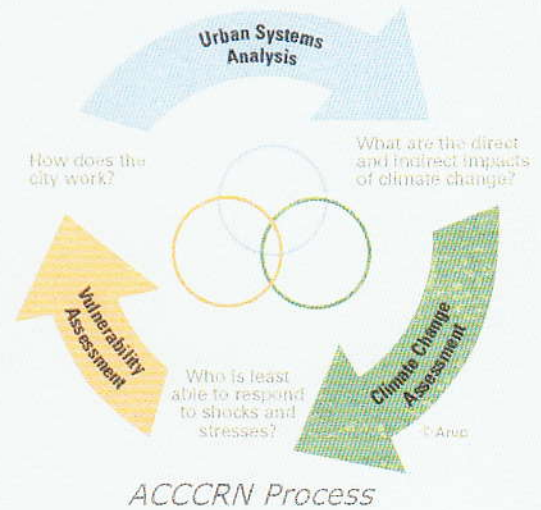 Urban Systems
Analysis
How does the
city work?
What are the direct
and indirect impacts
of climate change?
Vulnerability
Assessment
Climate Change
Assessment
Who is least
able to respond
to shocks and
stresses?
© Arup
ACCCRN Process